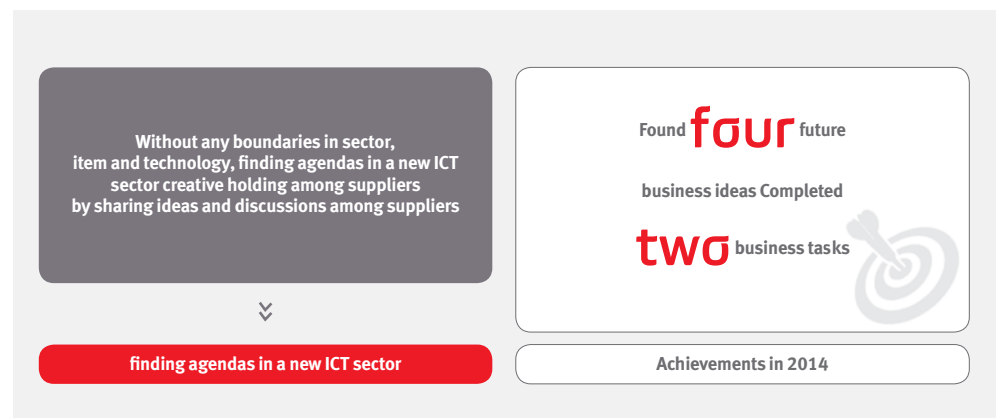 Without any boundaries in sector,
item and technology, finding agendas in a new ICT
sector creative holding among suppliers
by sharing ideas and discussions among suppliers
finding agendas in a new ICT sector
Found four future
business ideas Completed
two business tasks
Achievements in 2014